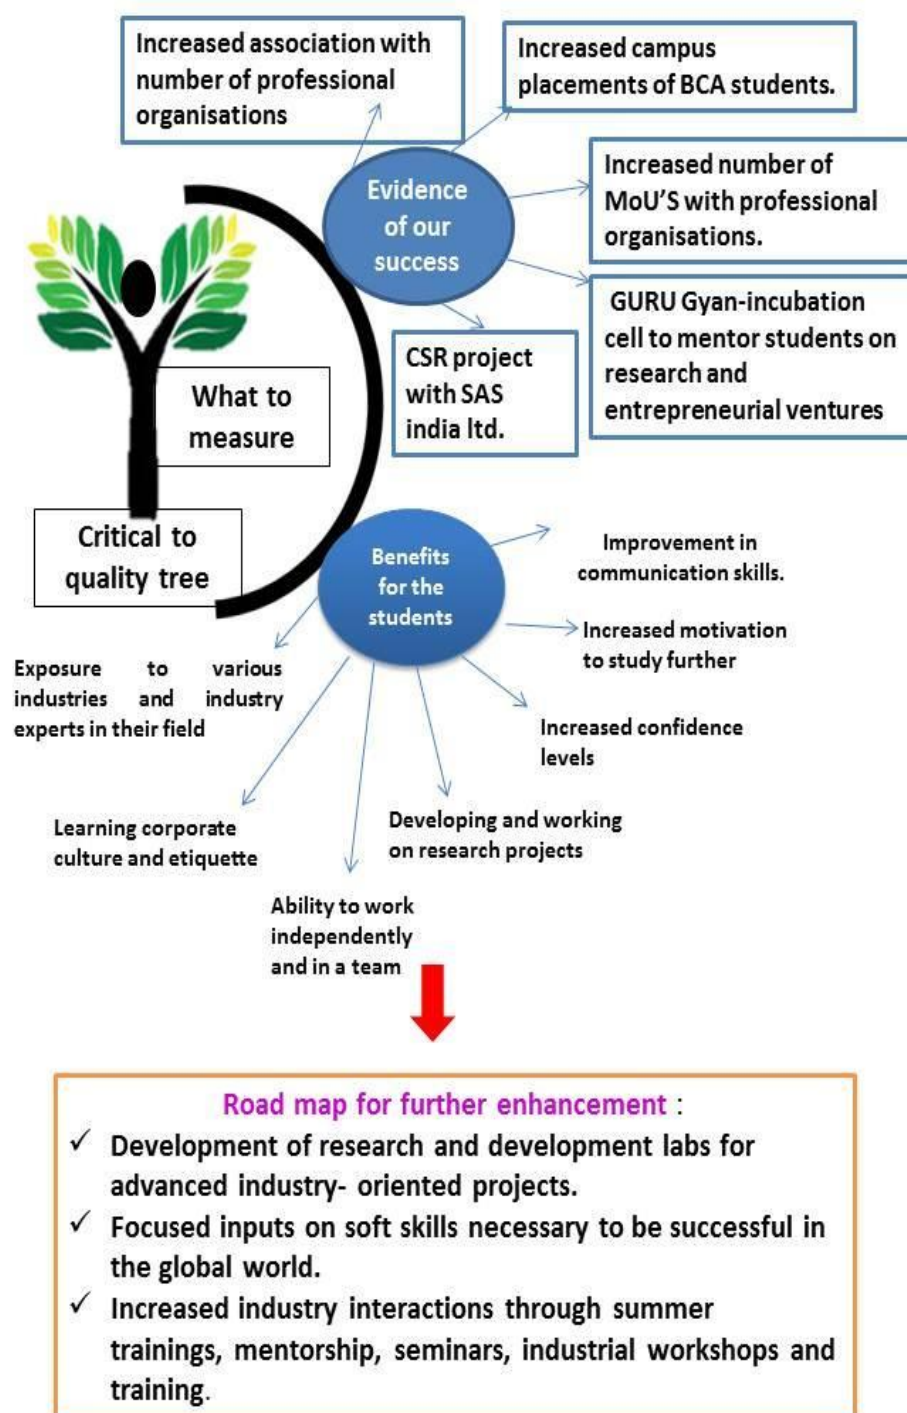 Increased association with
number of professional
organisations
Increased campus
placements of BCA students.
Evidence
of our
success
Increased number of
MoU'S with professional
organisations.
GURU Gyan-incubation
cell to mentor students on
research and
entrepreneurial ventures
CSR project
with SAS
india ltd.
What to
measure
Critical to
quality tree
Benefits
for the
students
Improvement in
communication skills.
Increased motivation
to study further
Exposure to various
industries and industry
experts in their field
Increased confidence
levels
Learning corporate
culture and etiquette
Developing and working
on research projects
Ability to work
independently
and in a team
Road map for further enhancement :
✓ Development of research and development labs for
advanced industry- oriented projects.
✓ Focused inputs on soft skills necessary to be successful in
the global world.
✓ Increased industry interactions through summer
trainings, mentorship, seminars, industrial workshops and
training.